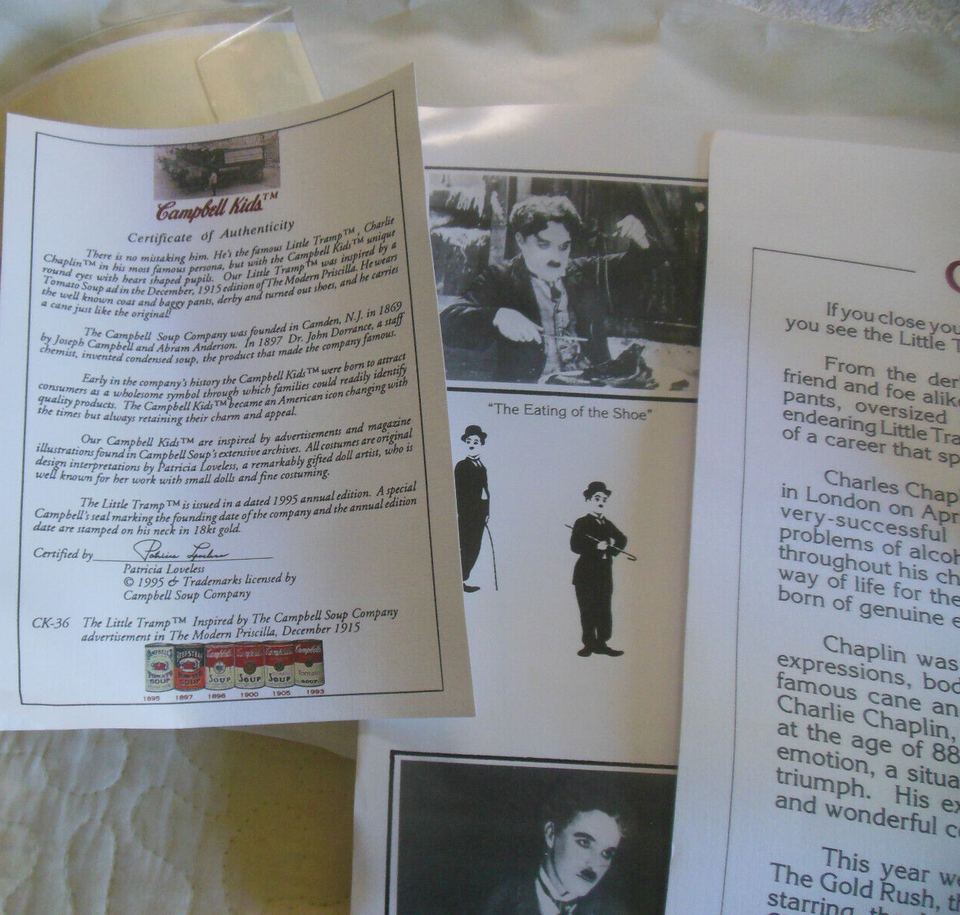 Campbell Kids™
Certificate of Authenticity
There is no mistaking him. He's the famous Little Tramp™, Charlie
Chaplin™ in his most famous persona, but with the Campbell Kids™ unique
round eyes with hears shaped pupils. Our Little Tramp™ was inspired by a
Tomato Soup ad in the December, 1915 edition of The Modern Priscilla. He wears
the well known coat and baggy pants, derby and turned out shoes, and he carries
a cane just like the original!
The Campbell Soup Company was founded in Camden, N.J. in 1869
by Joseph Campbell and Abram Anderson. In 1897 Dr. John Dorrance, a staff
chemist, invented condensed soup, the product that made the company famous.
Early in the company's history the Campbell Kids™ were born to attract
consumers as a wholesome symbol through which families could readily identify
quality products. The Campbell Kids™ became an American icon changing with
the times but always retaining their charm and appeal.
Our Campbell Kids™ are inspired by advertisements and magazine
illustrations found in Campbell Soup's extensive archives. All costumes are original
design interpretations by Patricia Loveless, a remarkably gifted doll artist, who is
well known for her work with small dolls and fine costuming.
The Little Tramp™ is issued in a dated 1995 annual edition. A special
Campbell's seal marking the founding date of the company and the annual edition
date are stamped on his neck in 18kt gold.
Certified by Patricia Loveless
Patricia Loveless
© 1995 & Trademarks licensed by
Campbell Soup Company
CK-36 The Little Tramp™ Inspired by The Campbell Soup Company
advertisement in The Modern Priscilla, December 1915
Campbell's
TOMATO SOUP
SOUP
SOUP
SOUP
SOUP
Campbell's
Tomato
SOUP
1895 1897 1898 1900 1905 1993
"The Eating of the Shoe"
If you close you
you see the Little T
From the der
friend and foe alike
pants, oversized
endearing Little Tra
of a career that sp
Charles Chap
in London on Apr
very-successful
problems of alcoh
throughout his ch
way of life for the
born of genuine e
Chaplin was
expressions, bod
famous cane an
Charlie Chaplin,
at the age of 88
emotion, a situa
triumph. His ex
and wonderful c
This year we
The Gold Rush, th
starring the